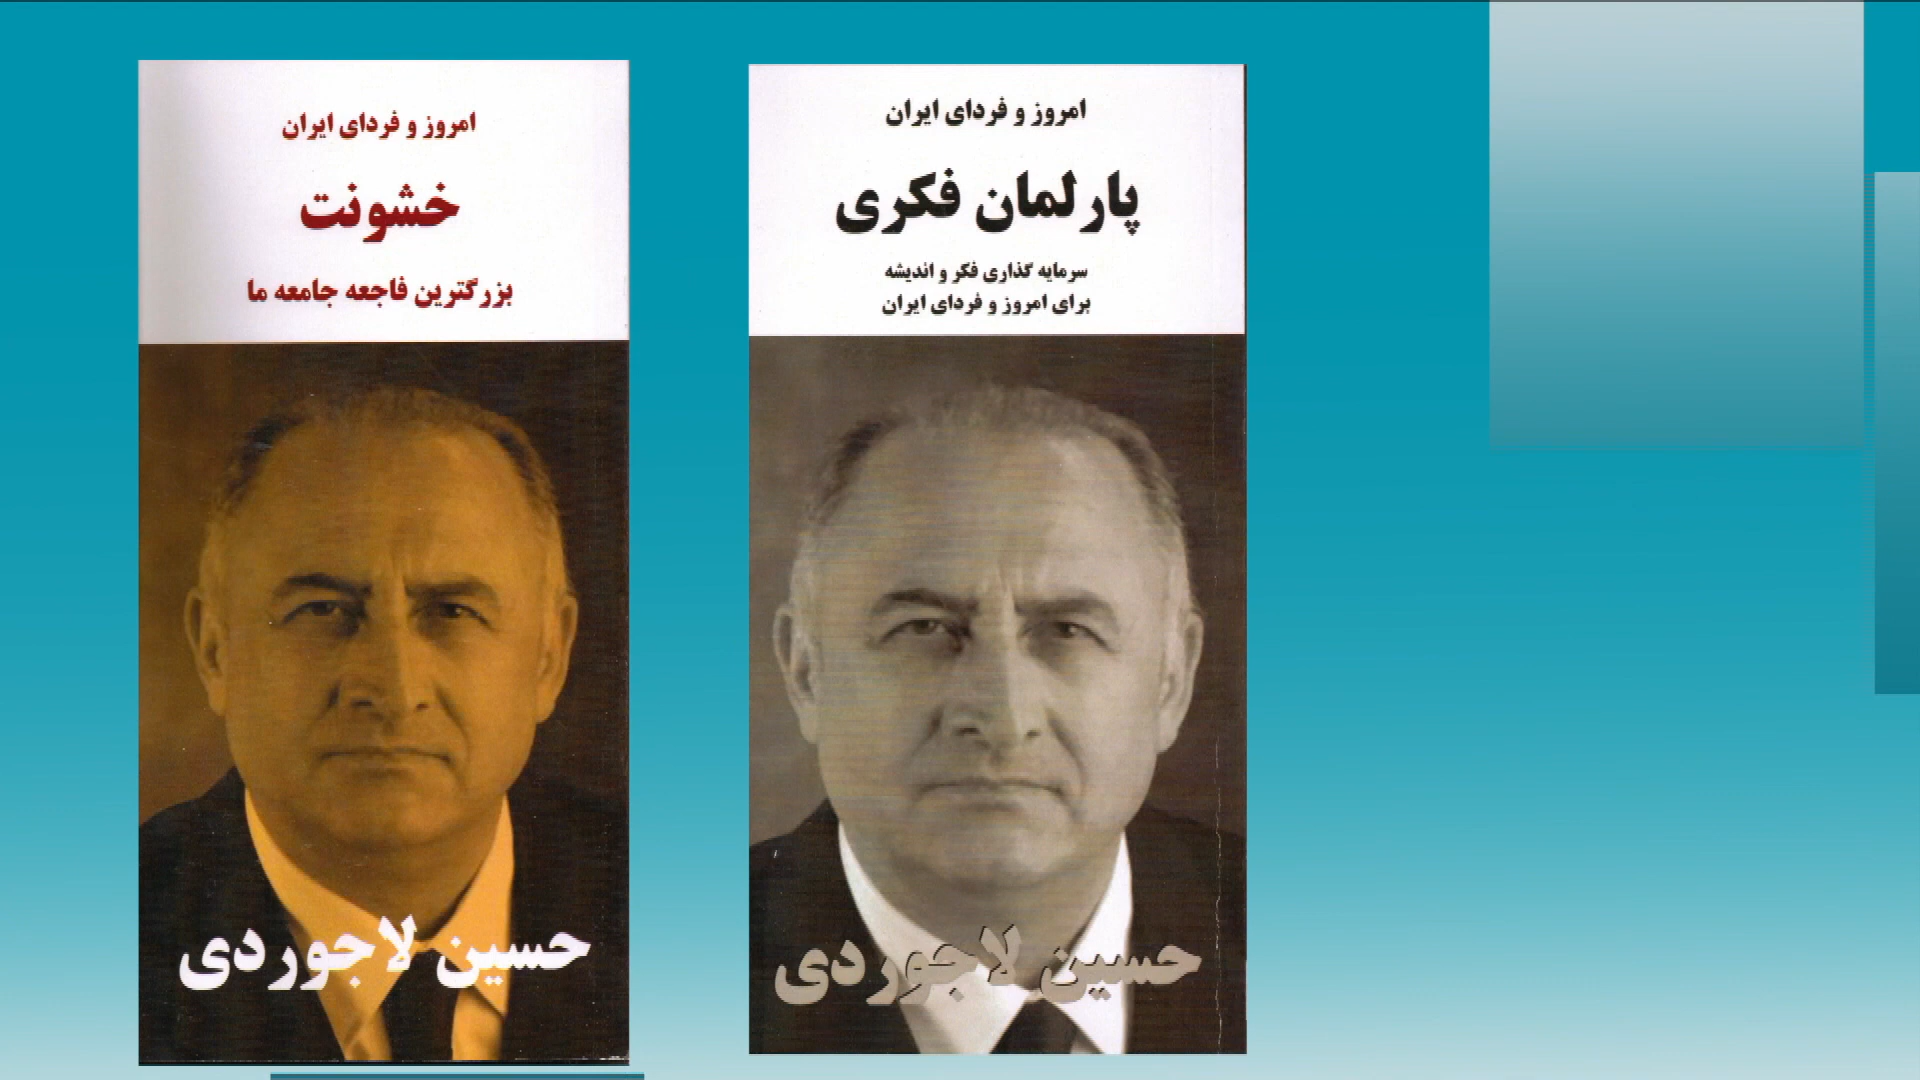 امروز و فردای ایران
خشونت
بزرگترین فاجعه جامعه ما
حسین لاجوردی
امروز و فردای ایران
پارلمان فکری
سرمایه گذاری فکر و اندیشه
برای امروز و فردای ایران
حسین لاجوردی